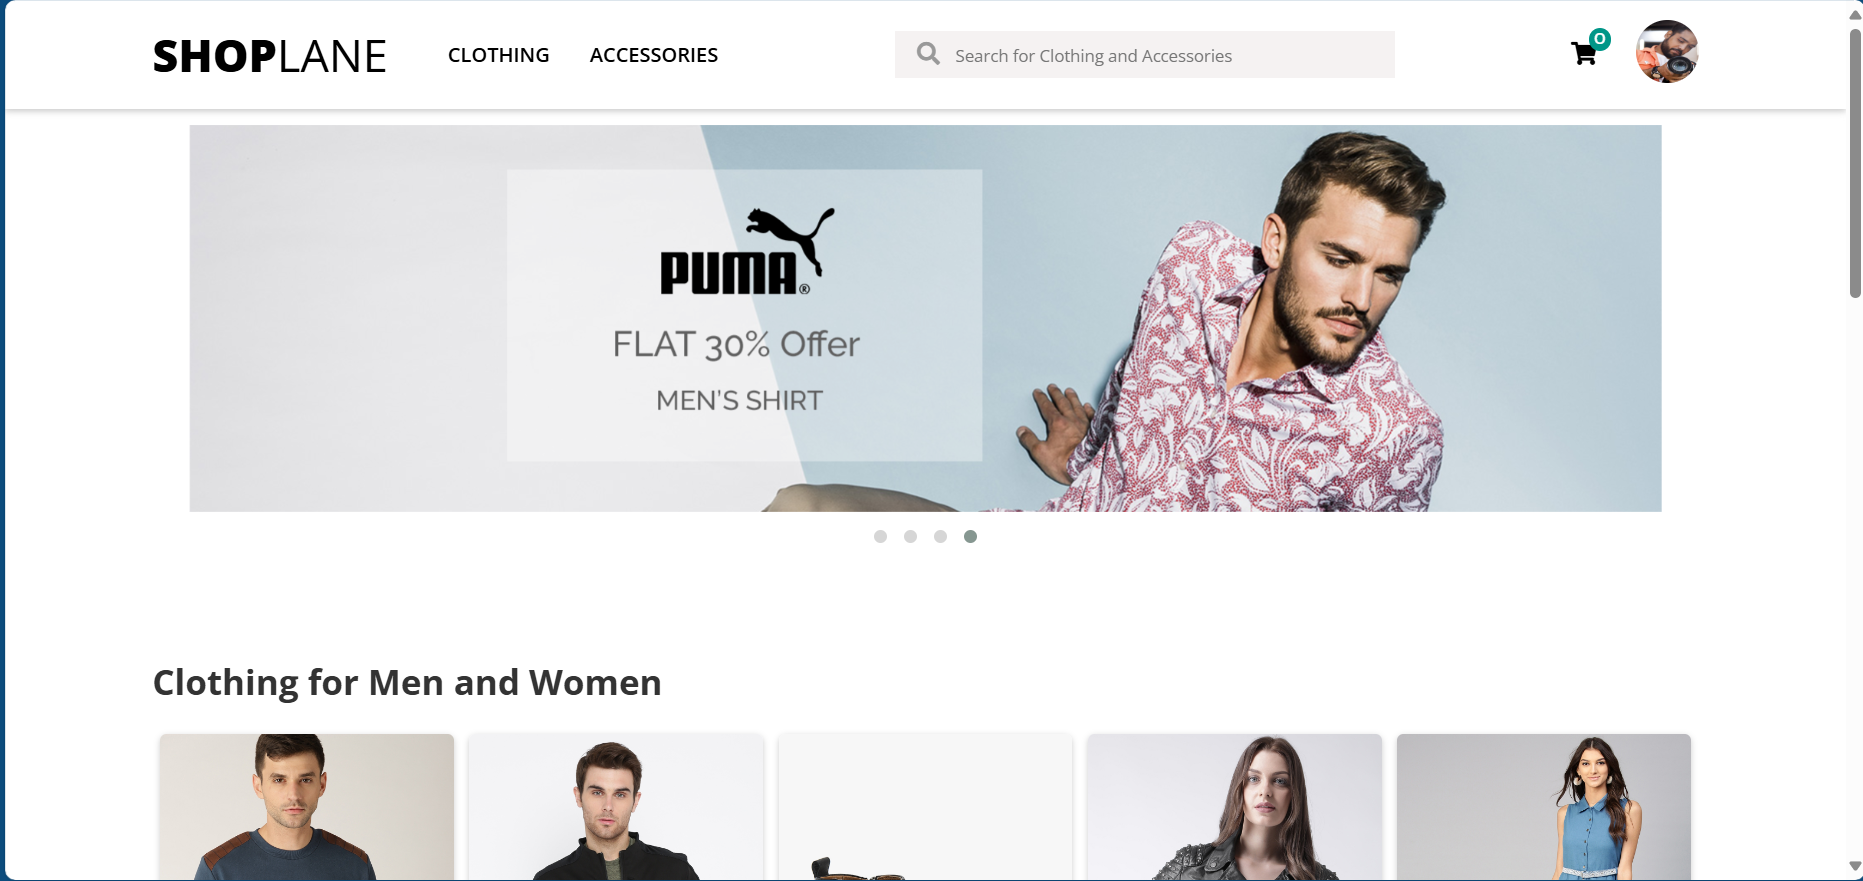 SHOPLANE
CLOTHING
ACCESSORIES
Search for Clothing and Accessories
0
PUMA®
FLAT 30% Offer
MEN'S SHIRT
Clothing for Men and Women